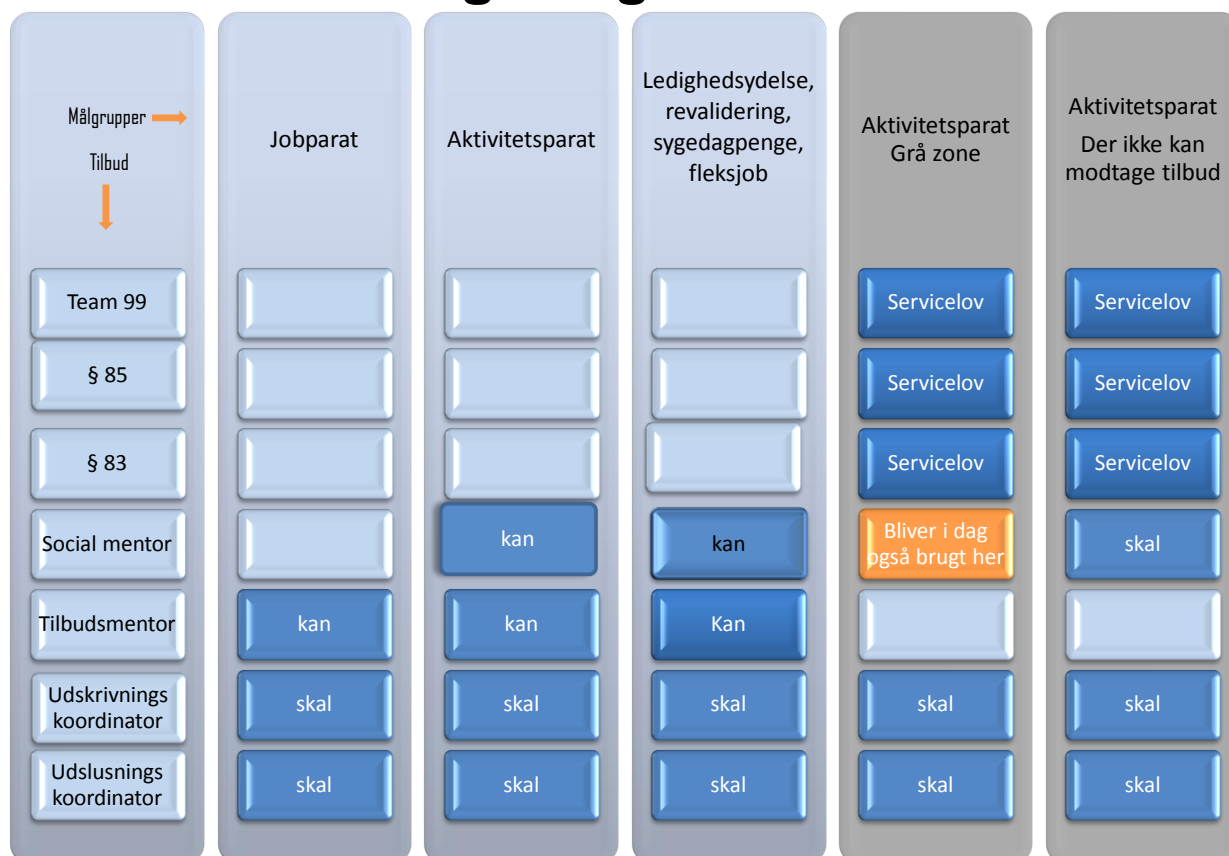 Målgrupper
Tilbud
Jobparat
Aktivitetsparat
Ledighedsydelse,
revalidering,
sygedagpenge,
fleksjob
Aktivitetsparat
Grå zone
Aktivitetsparat
Der ikke kan
modtage tilbud
Team 99
Servicelov
Servicelov
§ 85
Servicelov
Servicelov
§ 83
Servicelov
Servicelov
Social mentor
kan
kan
Bliver i dag
også brugt her
skal
Tilbudsmentor
kan
kan
Kan
Udskrivnings
koordinator
skal
skal
skal
skal
skal
Udslusnings
koordinator
skal
skal
skal
skal
skal